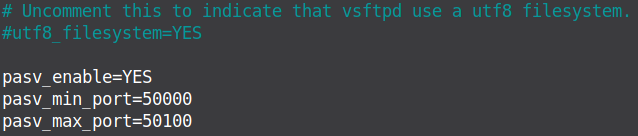 # Uncomment this to indicate that vsftpd use a utf8 filesystem.
#utf8_filesystem=YES
pasv_enable=YES
pasv_min_port=50000
pasv_max_port=50100